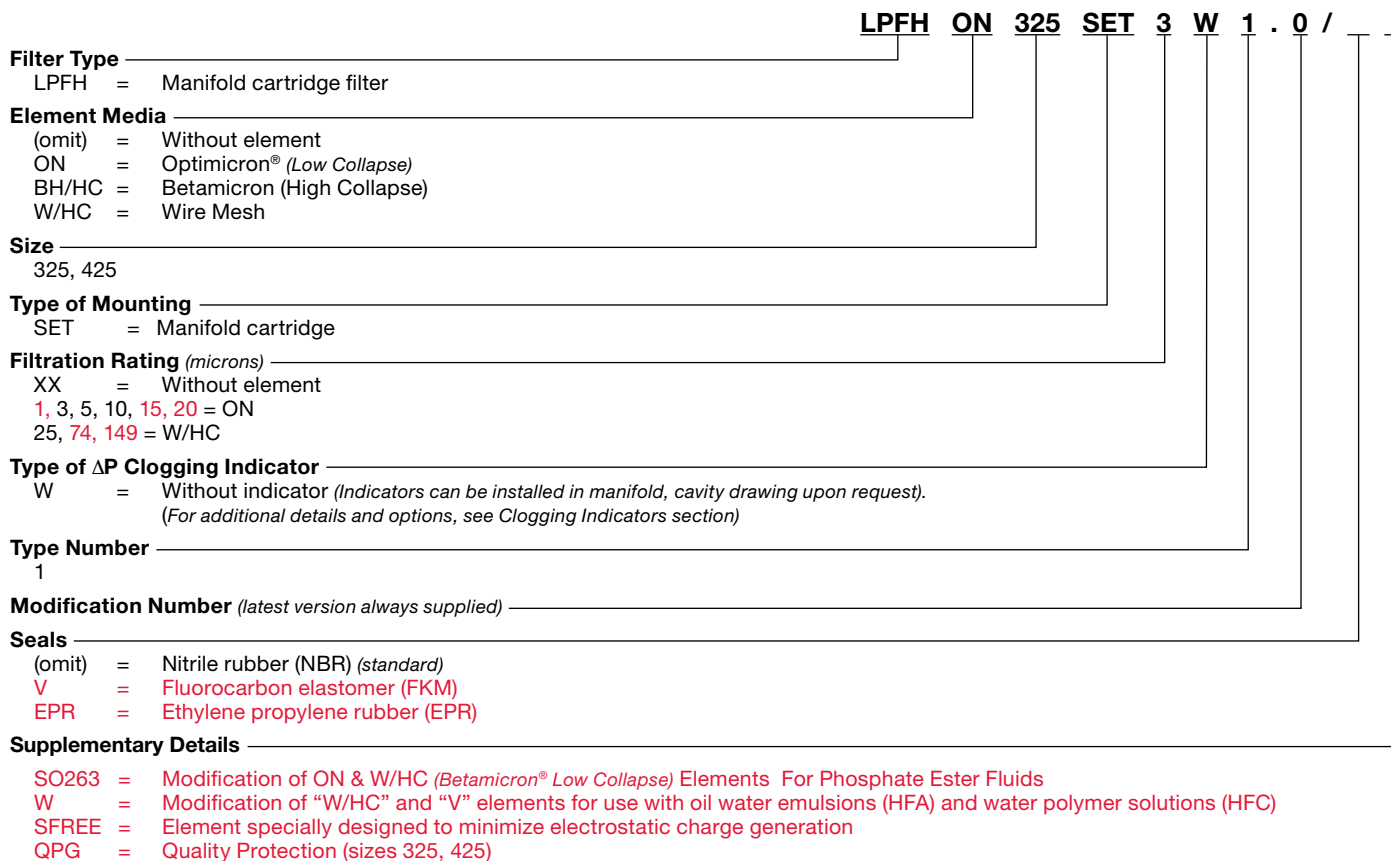 LPFH ON 325 SET 3 W 1 . 0 / __ _
Filter Type
LPFH = Manifold cartridge filter
Element Media
(omit) = Without element
ON = Optimicron® (Low Collapse)
BH/HC = Betamicron (High Collapse)
W/HC = Wire Mesh
Size
325, 425
Type of Mounting
SET = Manifold cartridge
Filtration Rating (microns)
XX = Without element
1, 3, 5, 10, 15, 20 = ON
25, 74, 149 = W/HC
Type of ΔP Clogging Indicator
W = Without indicator (Indicators can be installed in manifold, cavity drawing upon request).
(For additional details and options, see Clogging Indicators section)
Type Number
1
Modification Number (latest version always supplied)
Seals
(omit) = Nitrile rubber (NBR) (standard)
V = Fluorocarbon elastomer (FKM)
EPR = Ethylene propylene rubber (EPR)
Supplementary Details
SO263 = Modification of ON & W/HC (Betamicron® Low Collapse) Elements For Phosphate Ester Fluids
W = Modification of “W/HC” and “V” elements for use with oil water emulsions (HFA) and water polymer solutions (HFC)
SFREE = Element specially designed to minimize electrostatic charge generation
QPG = Quality Protection (sizes 325, 425)